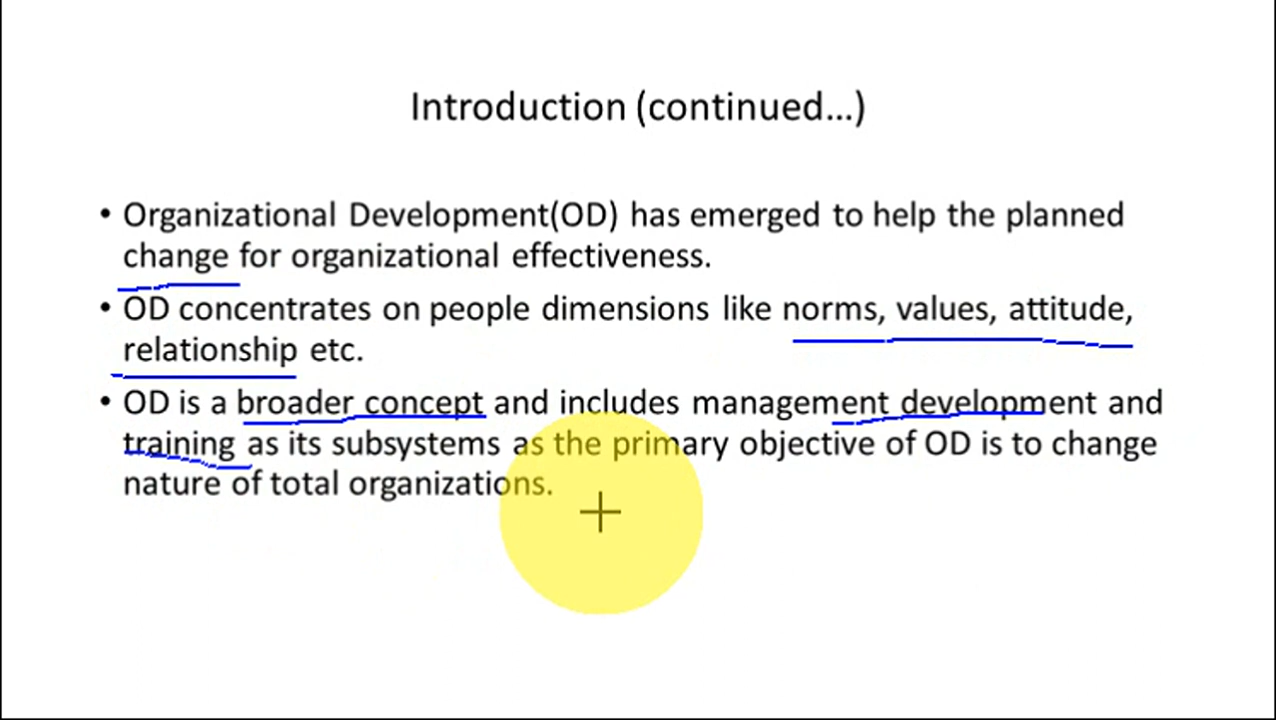 Introduction (continued...)
• Organizational Development(OD) has emerged to help the planned
change for organizational effectiveness.
• OD concentrates on people dimensions like norms, values, attitude,
relationship etc.
• OD is a broader concept and includes management development and
training as its subsystems as the primary objective of OD is to change
nature of total organizations.